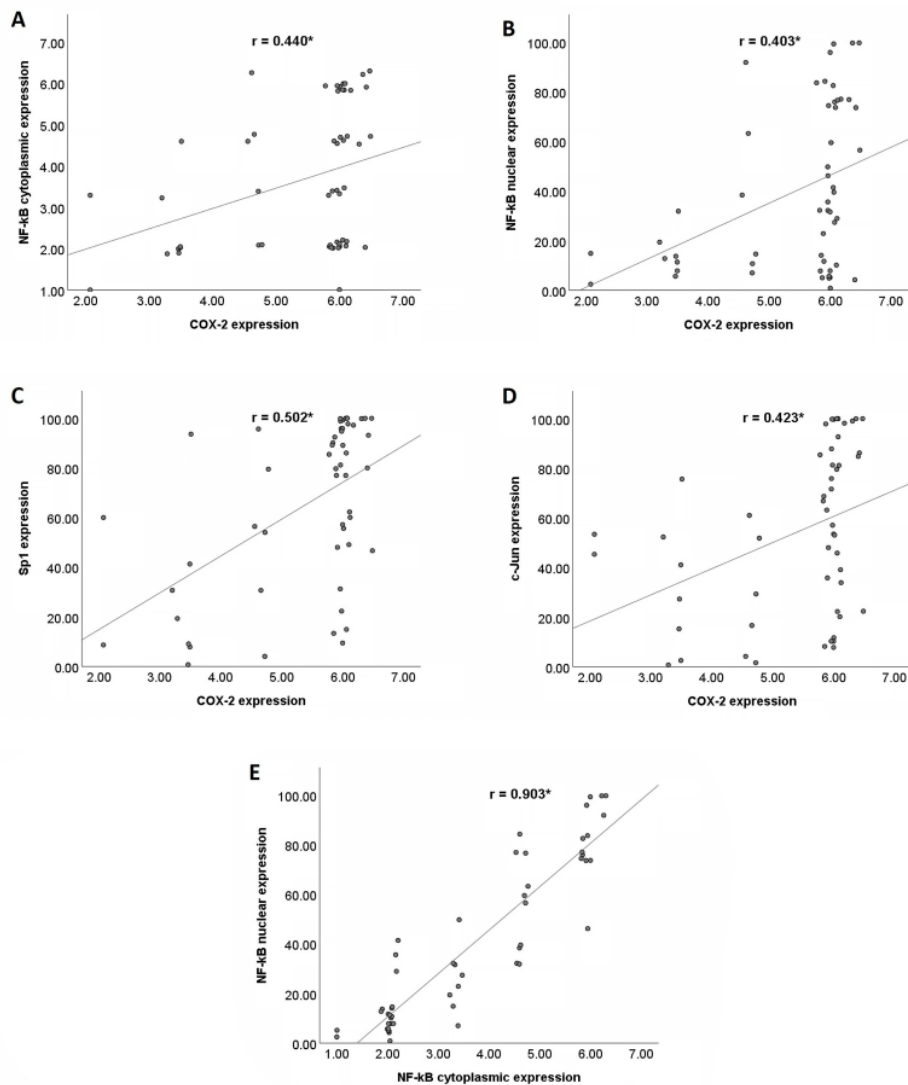 A
r = 0.440*
7.00
6.00
5.00
4.00
3.00
2.00
1.00
NF-kB cytoplasmic expression
2.00 3.00 4.00 5.00 6.00 7.00
COX-2 expression
B
r = 0.403*
100.00
80.00
60.00
40.00
20.00
.00
NF-kB nuclear expression
2.00 3.00 4.00 5.00 6.00 7.00
COX-2 expression
C
r = 0.502*
100.00
80.00
60.00
40.00
20.00
0.00
Sp1 expression
2.00 3.00 4.00 5.00 6.00 7.00
COX-2 expression
D
r = 0.423*
100.00
80.00
60.00
40.00
20.00
0.00
c-Jun expression
2.00 3.00 4.00 5.00 6.00 7.00
COX-2 expression
E
r = 0.903*
100.00
80.00
60.00
40.00
20.00
0.00
NF-kB nuclear expression
1.00 2.00 3.00 4.00 5.00 6.00 7.00
NF-kB cytoplasmic expression